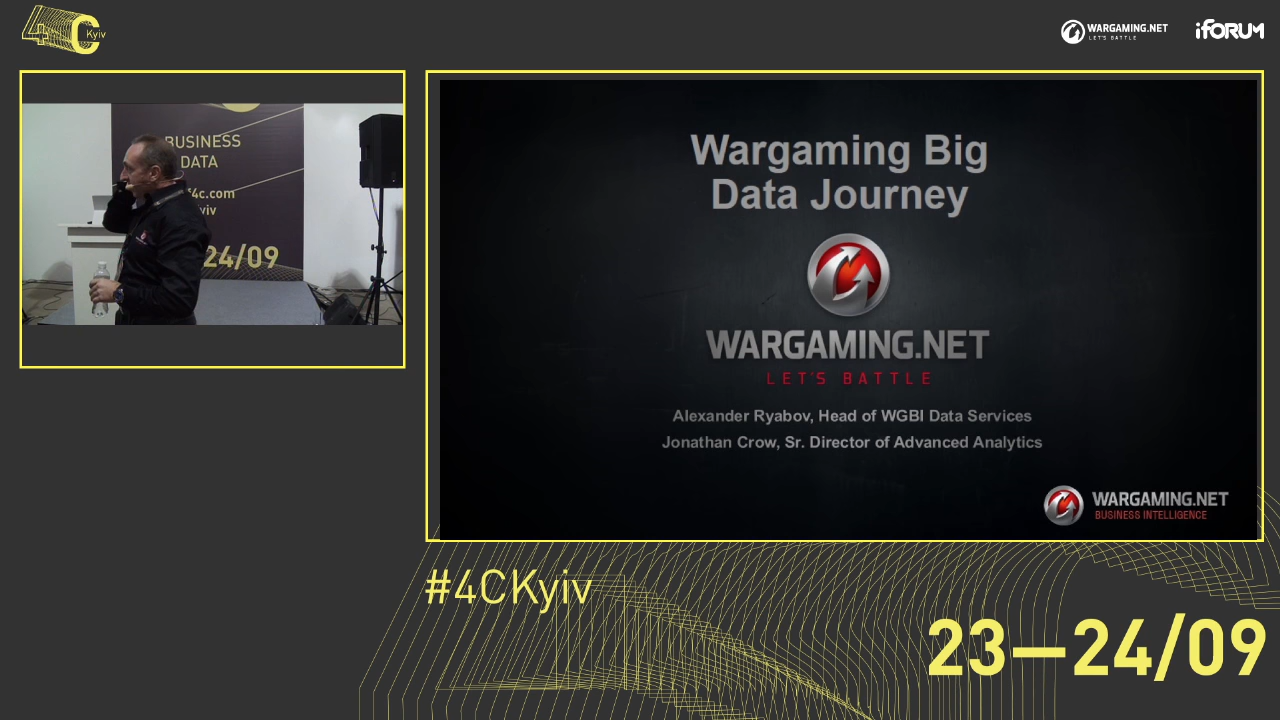 4C Kyiv
WARGAMING.NET
LET'S BATTLE
iFORUM
BUSINESS
DATA
f4c.com
24/09
Wargaming Big
Data Journey
WARGAMING.NET
LET'S BATTLE
Alexander Ryabov, Head of WGBI Data Services
Jonathan Crow, Sr. Director of Advanced Analytics
WARGAMING.NET
BUSINESS INTELLIGENCE
#4CKyiv
23—24/09